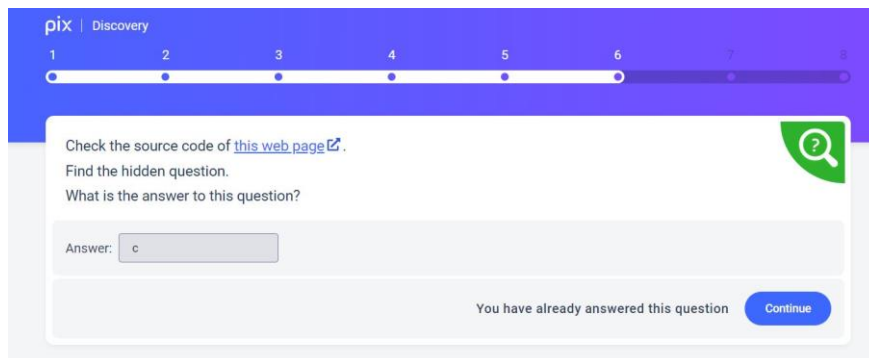 pix | Discovery
1 2 3 4 5 6 7 8
Check the source code of this web page.
Find the hidden question.
What is the answer to this question?
?
Answer: c
You have already answered this question Continue